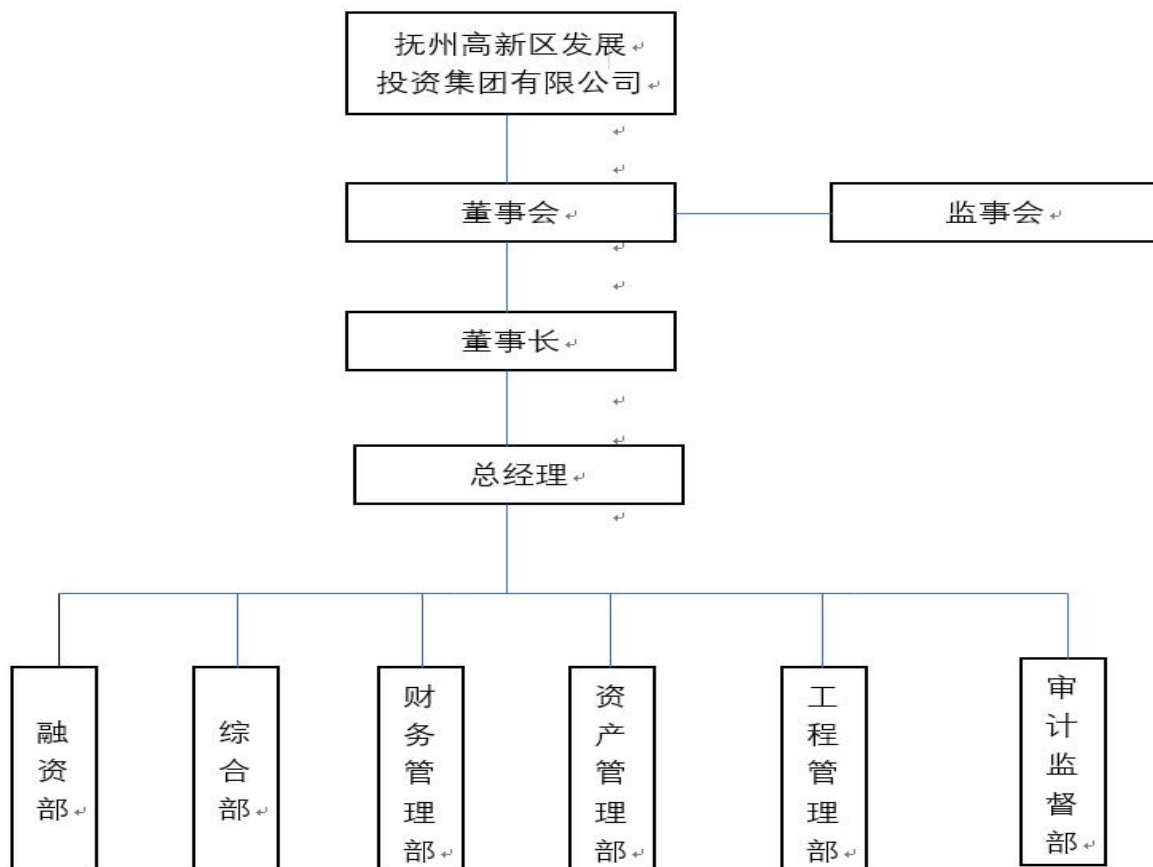 抚州高新区发展
投资集团有限公司
董事会
监事会
董事长
总经理
融资部
综合部
财务管理部
资产管理部
工程管理部
审计监督部